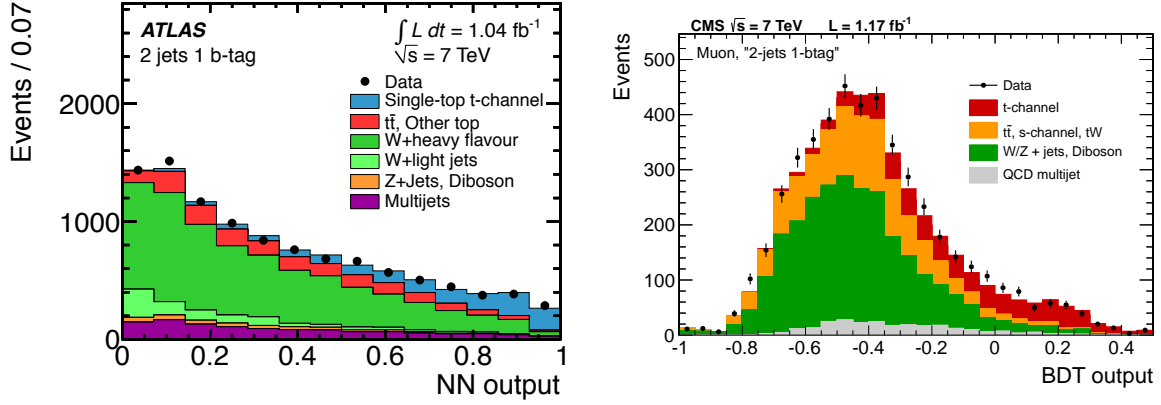 ATLAS
∫ L dt = 1.04 fb⁻¹
2 jets 1 b-tag
√s = 7 TeV
Events / 0.07
2000
1000
0
Data
Single-top t-channel
tt̄, Other top
W+heavy flavour
W+light jets
Z+Jets, Diboson
Multijets
0 0.2 0.4 0.6 0.8 1
NN output
CMS √s = 7 TeV L = 1.17 fb⁻¹
Muon, "2-jets 1-btag"
Events
500
400
300
200
100
0
Data
t-channel
tt̄, s-channel, tW
W/Z + jets, Diboson
QCD multijet
-1 -0.8 -0.6 -0.4 -0.2 0 0.2 0.4
BDT output